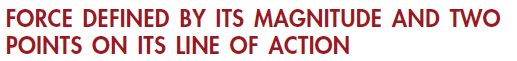 FORCE DEFINED BY ITS MAGNITUDE AND TWO
POINTS ON ITS LINE OF ACTION